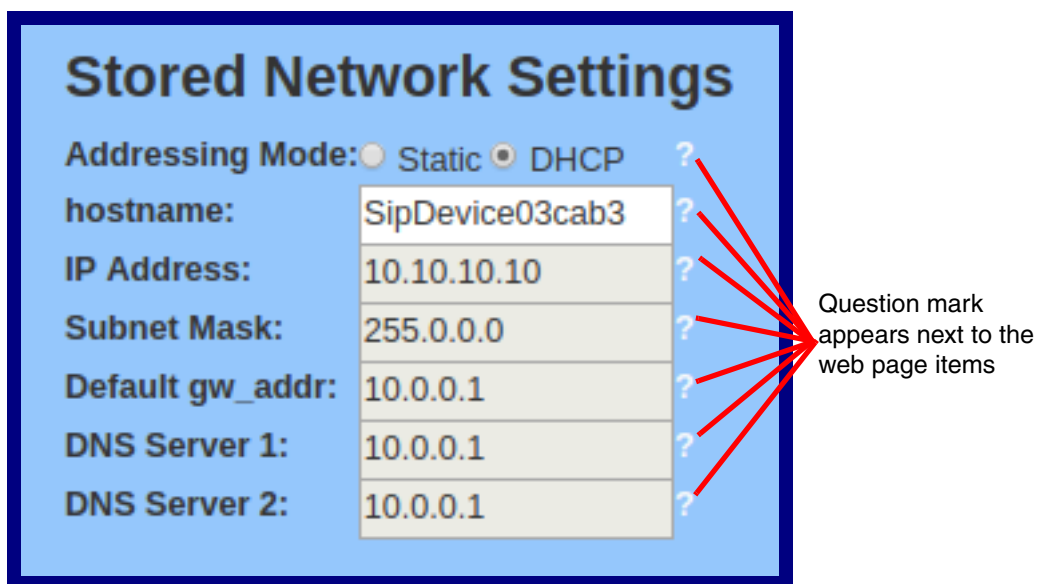 Stored Network Settings
Addressing Mode: Static DHCP ?
hostname: SipDevice03cab3 ?
IP Address: 10.10.10.10 ?
Subnet Mask: 255.0.0.0 ?
Default gw_addr: 10.0.0.1 ?
DNS Server 1: 10.0.0.1 ?
DNS Server 2: 10.0.0.1 ?
Question mark
appears next to the
web page items